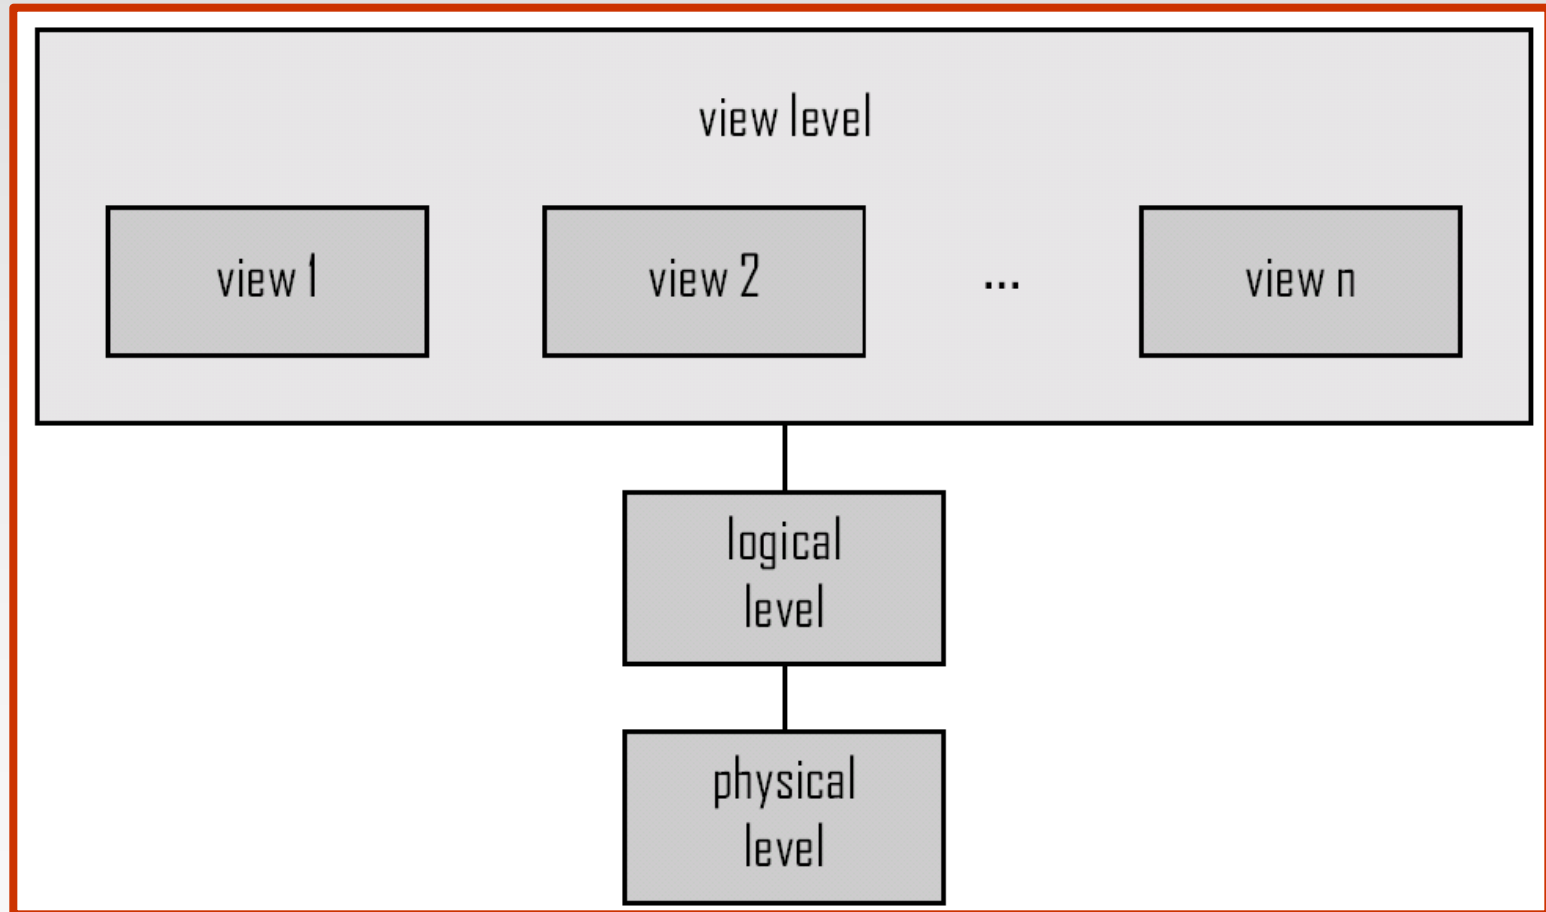 view level
view 1
view 2
...
view n
logical
level
physical
level